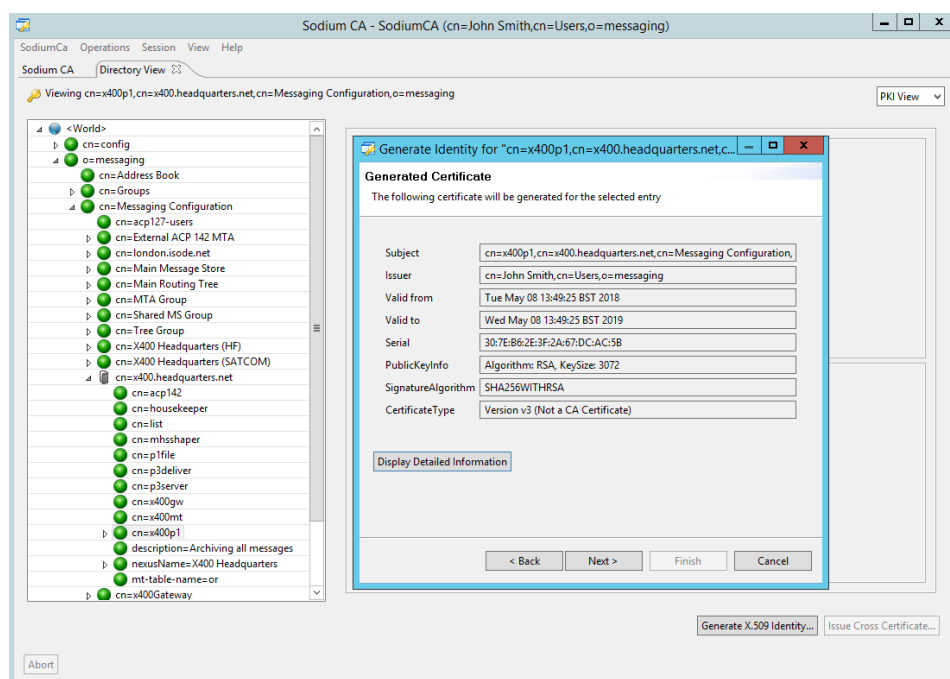 Sodium CA - SodiumCA (cn=John Smith,cn=Users,o=messaging)
SodiumCa Operations Session View Help
Sodium CA Directory View
Viewing cn=x400p1,cn=x400.headquarters.net,cn=Messaging Configuration,o=messaging
PKI View
<World>
cn=config
o=messaging
cn=Address Book
cn=Groups
cn=Messaging Configuration
cn=acp127-users
cn=External ACP 142 MTA
cn=london.isode.net
cn=Main Message Store
cn=Main Routing Tree
cn=MTA Group
cn=Shared MS Group
cn=Tree Group
cn=X400 Headquarters (HF)
cn=X400 Headquarters (SATCOM)
cn=x400.headquarters.net
cn=acp142
cn=housekeeper
cn=list
cn=mhsshaper
cn=p1file
cn=p3deliver
cn=p3server
cn=x400gw
cn=x400mt
cn=x400p1
description=Archiving all messages
nexusName=X400 Headquarters
mt-table-name=or
cn=x400Gateway
Generate Identity for "cn=x400p1,cn=x400.headquarters.net,c...
Generated Certificate
The following certificate will be generated for the selected entry
Subject cn=x400p1,cn=x400.headquarters.net,cn=Messaging Configuration,
Issuer cn=John Smith,cn=Users,o=messaging
Valid from Tue May 08 13:49:25 BST 2018
Valid to Wed May 08 13:49:25 BST 2019
Serial 30:7E:B6:2E:3F:2A:67:DC:AC:5B
PublicKeyInfo Algorithm: RSA, KeySize: 3072
SignatureAlgorithm SHA256WITHRSA
CertificateType Version v3 (Not a CA Certificate)
Display Detailed Information
< Back Next > Finish Cancel
Generate X.509 Identity... Issue Cross Certificate...
Abort